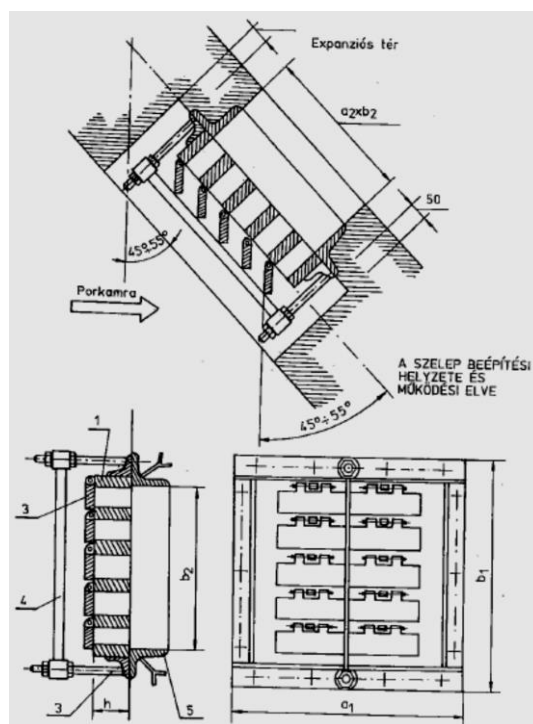 Expanziós tér
a₂xb₂
50
45°÷55°
Porkamra
45°÷55°
A SZELEP BEÉPÍTÉSI
HELYZETE ÉS
MŰKÖDÉSI ELVE
1
3
4
b₂
h
3
5
b₁
a₁